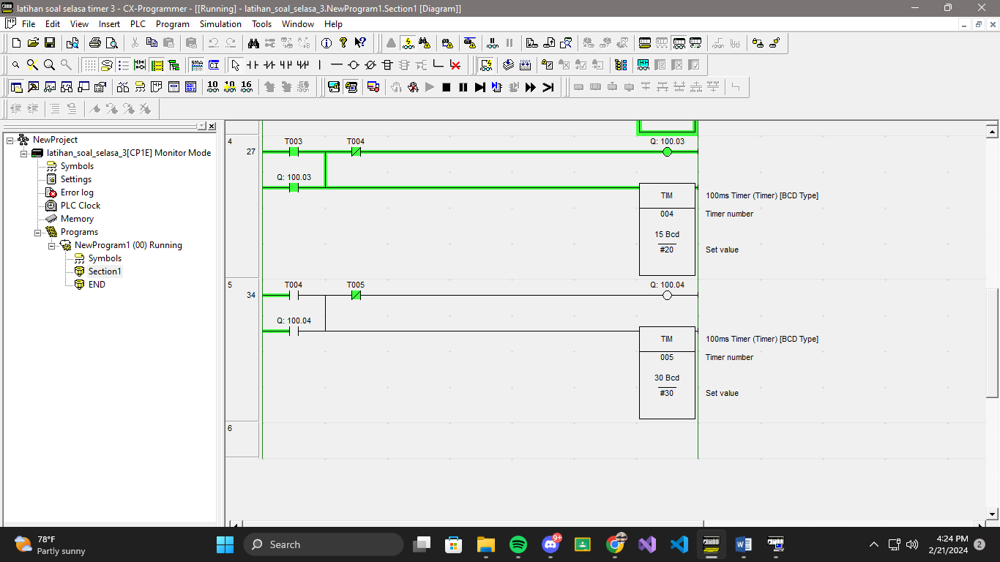 latihan soal selasa timer 3 - CX-Programmer - [[Running] - latihan_soal_selasa_3.NewProgram1.Section1 [Diagram]]
File Edit View Insert PLC Program Simulation Tools Window Help
SMA CI
10 10 16
NewProject
latihan_soal_selasa_3[CP1E] Monitor Mode
Symbols
Settings
Error log
PLC Clock
Memory
Programs
NewProgram1 (00) Running
Symbols
Section1
END
4
27
T003 T004 Q: 100.03
Q: 100.03
TIM 100ms Timer (Timer) [BCD Type]
004 Timer number
15 Bcd
#20 Set value
5
34
T004 T005 Q: 100.04
Q: 100.04
TIM 100ms Timer (Timer) [BCD Type]
005 Timer number
30 Bcd
#30 Set value
6
78°F
Partly sunny
Search
9+
4:24 PM
2/21/2024
2